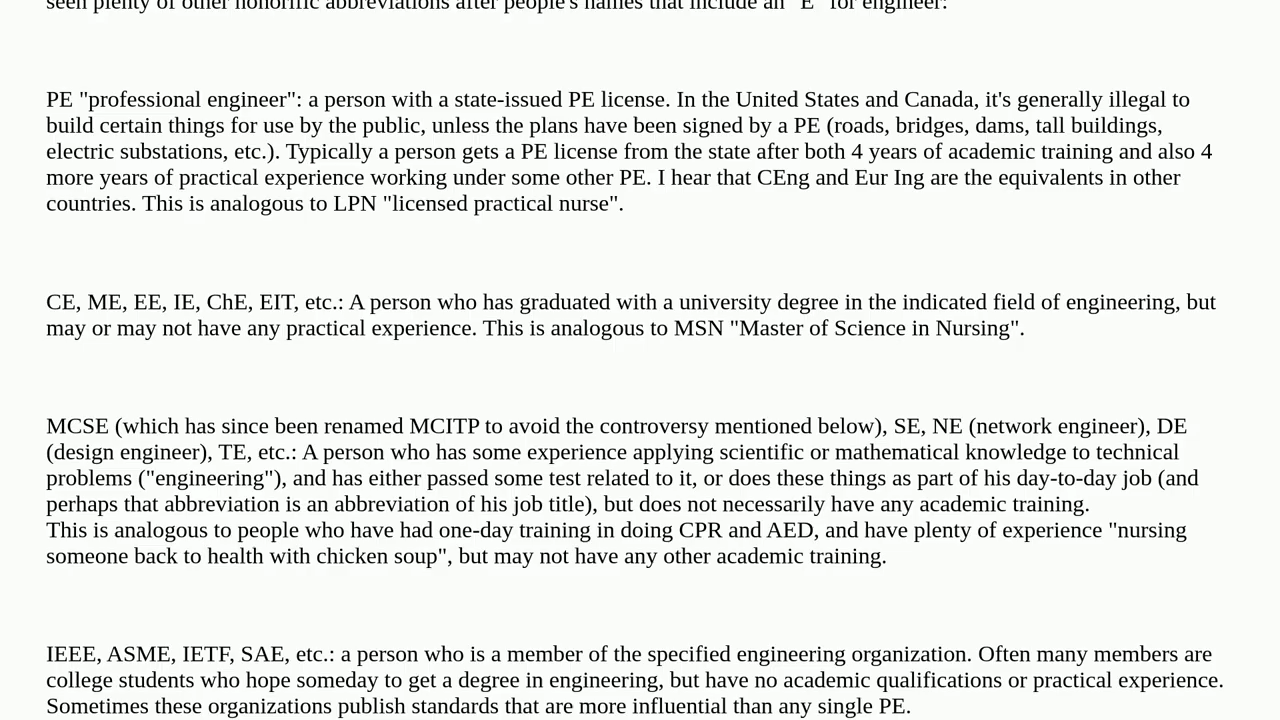 seen plenty of other honorific abbreviations after people's names that include an "E" for engineer:
PE "professional engineer": a person with a state-issued PE license. In the United States and Canada, it's generally illegal to
build certain things for use by the public, unless the plans have been signed by a PE (roads, bridges, dams, tall buildings,
electric substations, etc.). Typically a person gets a PE license from the state after both 4 years of academic training and also 4
more years of practical experience working under some other PE. I hear that CEng and Eur Ing are the equivalents in other
countries. This is analogous to LPN "licensed practical nurse".
CE, ME, EE, IE, ChE, EIT, etc.: A person who has graduated with a university degree in the indicated field of engineering, but
may or may not have any practical experience. This is analogous to MSN "Master of Science in Nursing".
MCSE (which has since been renamed MCITP to avoid the controversy mentioned below), SE, NE (network engineer), DE
(design engineer), TE, etc.: A person who has some experience applying scientific or mathematical knowledge to technical
problems ("engineering"), and has either passed some test related to it, or does these things as part of his day-to-day job (and
perhaps that abbreviation is an abbreviation of his job title), but does not necessarily have any academic training.
This is analogous to people who have had one-day training in doing CPR and AED, and have plenty of experience "nursing
someone back to health with chicken soup", but may not have any other academic training.
IEEE, ASME, IETF, SAE, etc.: a person who is a member of the specified engineering organization. Often many members are
college students who hope someday to get a degree in engineering, but have no academic qualifications or practical experience.
Sometimes these organizations publish standards that are more influential than any single PE.